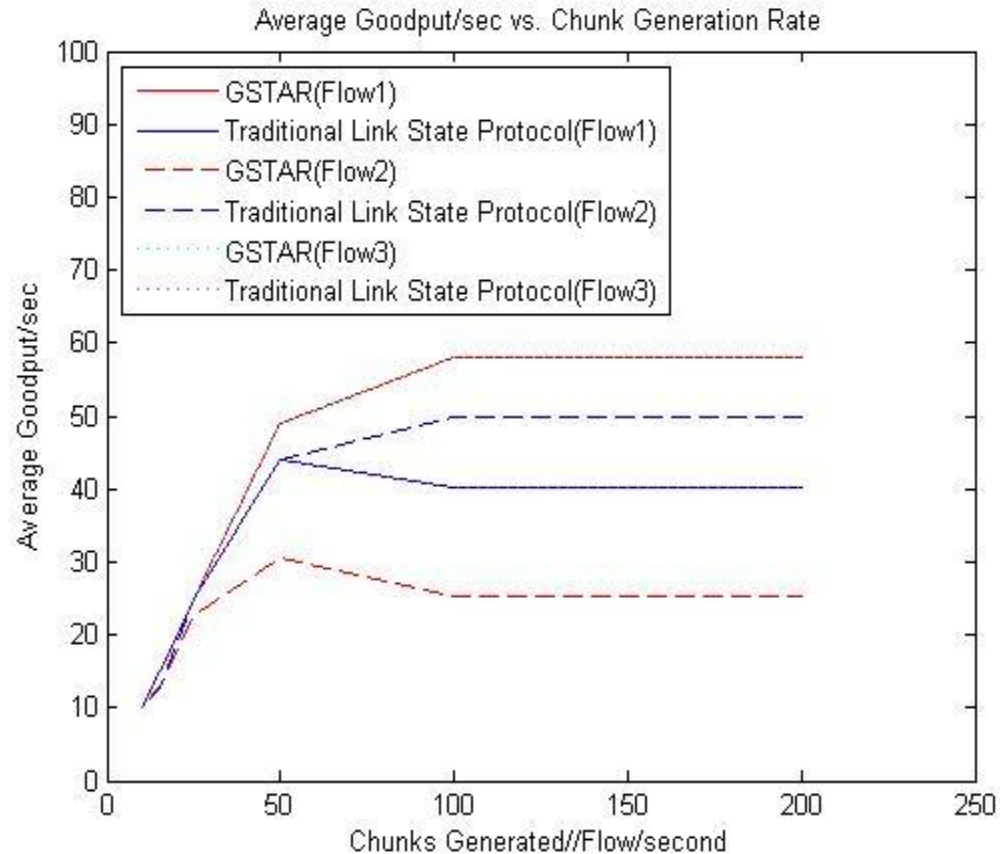 Average Goodput/sec vs. Chunk Generation Rate
100
90
80
70
60
50
40
30
20
10
0
GSTAR(Flow1)
Traditional Link State Protocol(Flow1)
GSTAR(Flow2)
Traditional Link State Protocol(Flow2)
GSTAR(Flow3)
Traditional Link State Protocol(Flow3)
Average Goodput/sec
0 50 100 150 200 250
Chunks Generated//Flow/second